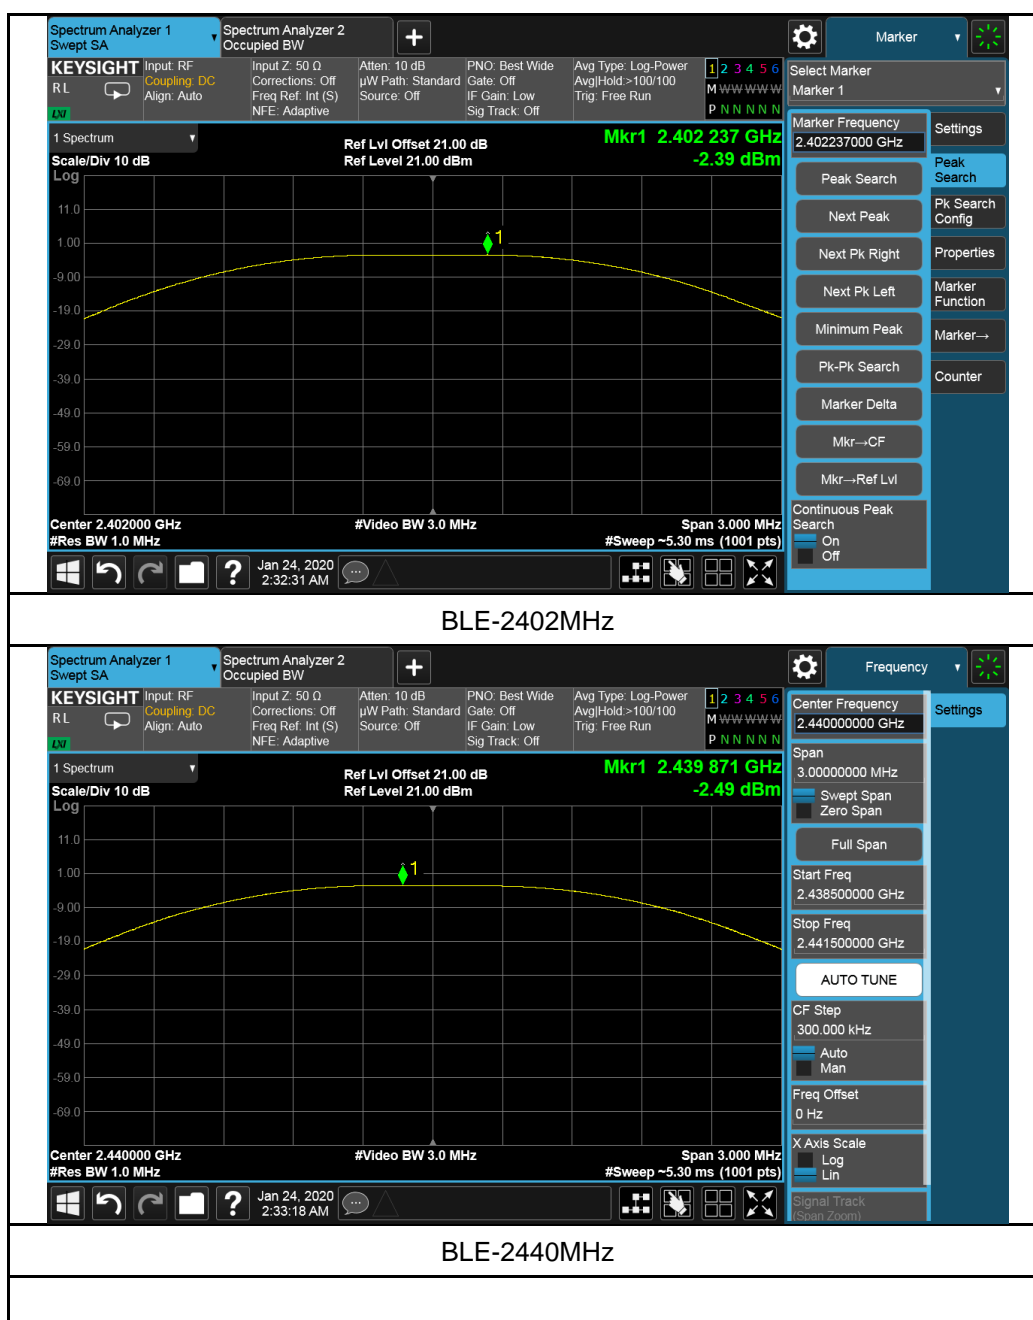 Spectrum Analyzer 1
Swept SA
Spectrum Analyzer 2
Occupied BW
Marker
KEYSIGHT
RL
LXI
Input: RF
Coupling: DC
Align: Auto
Input Z: 50 Ω
Corrections: Off
Freq Ref: Int (S)
NFE: Adaptive
Atten: 10 dB
µW Path: Standard
Source: Off
PNO: Best Wide
Gate: Off
IF Gain: Low
Sig Track: Off
Avg Type: Log-Power
Avg|Hold:>100/100
Trig: Free Run
1 2 3 4 5 6
M W W W W W
P N N N N N
1 Spectrum
Scale/Div 10 dB
Log
Ref Lvl Offset 21.00 dB
Ref Level 21.00 dBm
Mkr1 2.402 237 GHz
-2.39 dBm
11.0
1.00
-9.00
-19.0
-29.0
-39.0
-49.0
-59.0
-69.0
1
Center 2.402000 GHz
#Res BW 1.0 MHz
#Video BW 3.0 MHz
Span 3.000 MHz
#Sweep ~5.30 ms (1001 pts)
Jan 24, 2020
2:32:31 AM
Select Marker
Marker 1
Marker Frequency
2.402237000 GHz
Peak Search
Next Peak
Next Pk Right
Next Pk Left
Minimum Peak
Pk-Pk Search
Marker Delta
Mkr→CF
Mkr→Ref Lvl
Continuous Peak
Search
On
Off
Settings
Peak
Search
Pk Search
Config
Properties
Marker
Function
Marker→
Counter
BLE-2402MHz
Spectrum Analyzer 1
Swept SA
Spectrum Analyzer 2
Occupied BW
Frequency
KEYSIGHT
RL
LXI
Input: RF
Coupling: DC
Align: Auto
Input Z: 50 Ω
Corrections: Off
Freq Ref: Int (S)
NFE: Adaptive
Atten: 10 dB
µW Path: Standard
Source: Off
PNO: Best Wide
Gate: Off
IF Gain: Low
Sig Track: Off
Avg Type: Log-Power
Avg|Hold:>100/100
Trig: Free Run
1 2 3 4 5 6
M W W W W W
P N N N N N
1 Spectrum
Scale/Div 10 dB
Log
Ref Lvl Offset 21.00 dB
Ref Level 21.00 dBm
Mkr1 2.439 871 GHz
-2.49 dBm
11.0
1.00
-9.00
-19.0
-29.0
-39.0
-49.0
-59.0
-69.0
1
Center 2.440000 GHz
#Res BW 1.0 MHz
#Video BW 3.0 MHz
Span 3.000 MHz
#Sweep ~5.30 ms (1001 pts)
Jan 24, 2020
2:33:18 AM
Center Frequency
2.440000000 GHz
Span
3.00000000 MHz
Swept Span
Zero Span
Full Span
Start Freq
2.438500000 GHz
Stop Freq
2.441500000 GHz
AUTO TUNE
CF Step
300.000 kHz
Auto
Man
Freq Offset
0 Hz
X Axis Scale
Log
Lin
Signal Track
(Span Zoom)
Settings
BLE-2440MHz